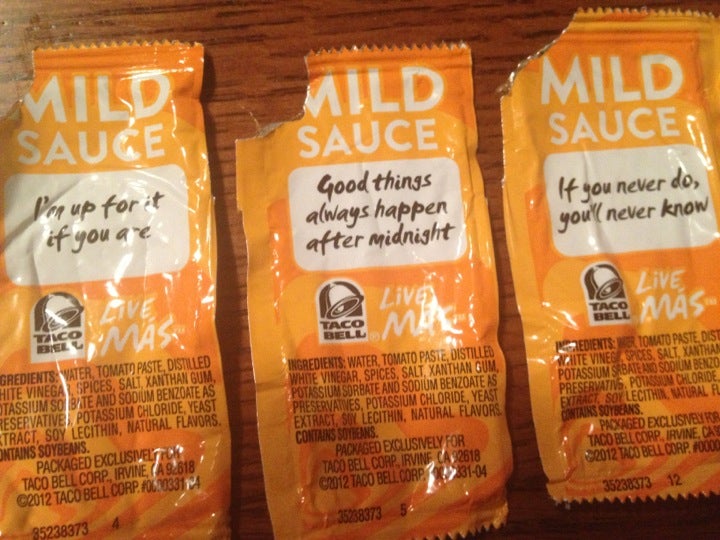 MILD
SAUCE
I'm up for it
if you are
TACO
BELL
LIVE
MÁS™
INGREDIENTS: WATER, TOMATO PASTE, DISTILLED
WHITE VINEGAR, SPICES, SALT, XANTHAN GUM,
POTASSIUM SORBATE AND SODIUM BENZOATE AS
PRESERVATIVES, POTASSIUM CHLORIDE, YEAST
EXTRACT, SOY LECITHIN, NATURAL FLAVORS.
CONTAINS SOYBEANS.
PACKAGED EXCLUSIVELY FOR
TACO BELL CORP., IRVINE, CA 92618
©2012 TACO BELL CORP.
35238373 4
MILD
SAUCE
Good things
always happen
after midnight
TACO
BELL®
LIVE
MÁS™
INGREDIENTS: WATER, TOMATO PASTE, DISTILLED
WHITE VINEGAR, SPICES, SALT, XANTHAN GUM,
POTASSIUM SORBATE AND SODIUM BENZOATE AS
PRESERVATIVES, POTASSIUM CHLORIDE, YEAST
EXTRACT, SOY LECITHIN, NATURAL FLAVORS.
CONTAINS SOYBEANS.
PACKAGED EXCLUSIVELY FOR
TACO BELL CORP., IRVINE, CA 92618
©2012 TACO BELL CORP.
35238373 5
MILD
SAUCE
If you never do,
you'll never know
TACO
BELL
LIVE
MÁS™
INGREDIENTS: WATER, TOMATO PASTE, DIST
WHITE VINEGAR, SPICES, SALT, XANTHAN
POTASSIUM SORBATE AND SODIUM BENZO
PRESERVATIVES, POTASSIUM CHLORIDE,
EXTRACT, SOY LECITHIN, NATURAL F
CONTAINS SOYBEANS.
PACKAGED EXCLUSIVELY FOR
TACO BELL CORP., IRVINE, CA
©2012 TACO BELL CORP.
35238373 12